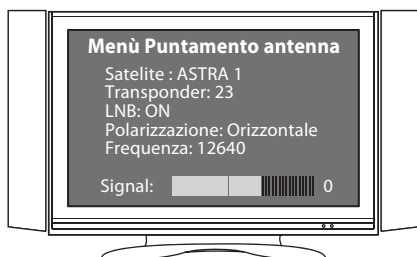 Menù Puntamento antenna
Satelite : ASTRA 1
Transponder: 23
LNB: ON
Polarizzazione: Orizzontale
Frequenza: 12640
Signal: 0